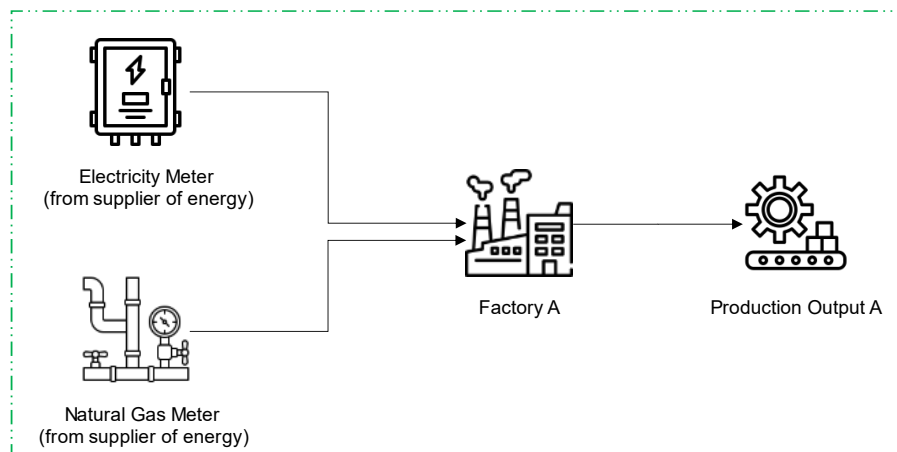 Electricity Meter
(from supplier of energy)
Factory A
Production Output A
Natural Gas Meter
(from supplier of energy)